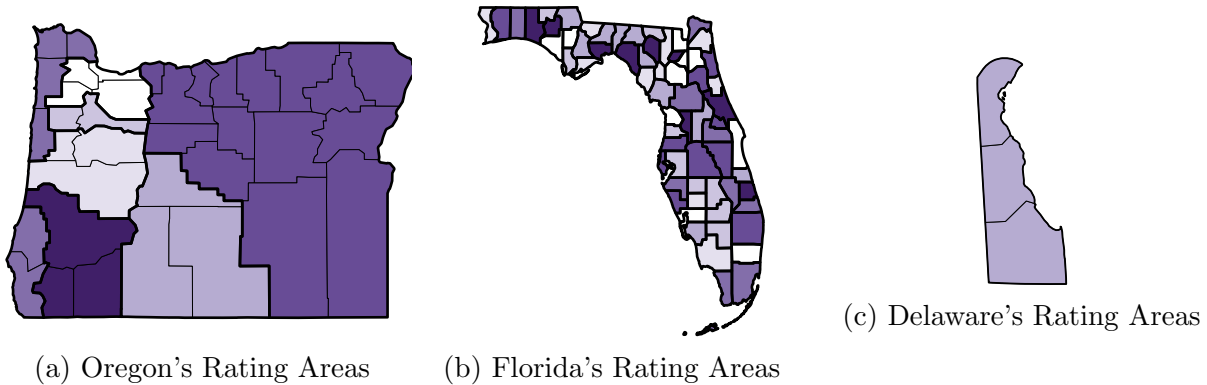 (a) Oregon's Rating Areas
(b) Florida's Rating Areas
(c) Delaware's Rating Areas